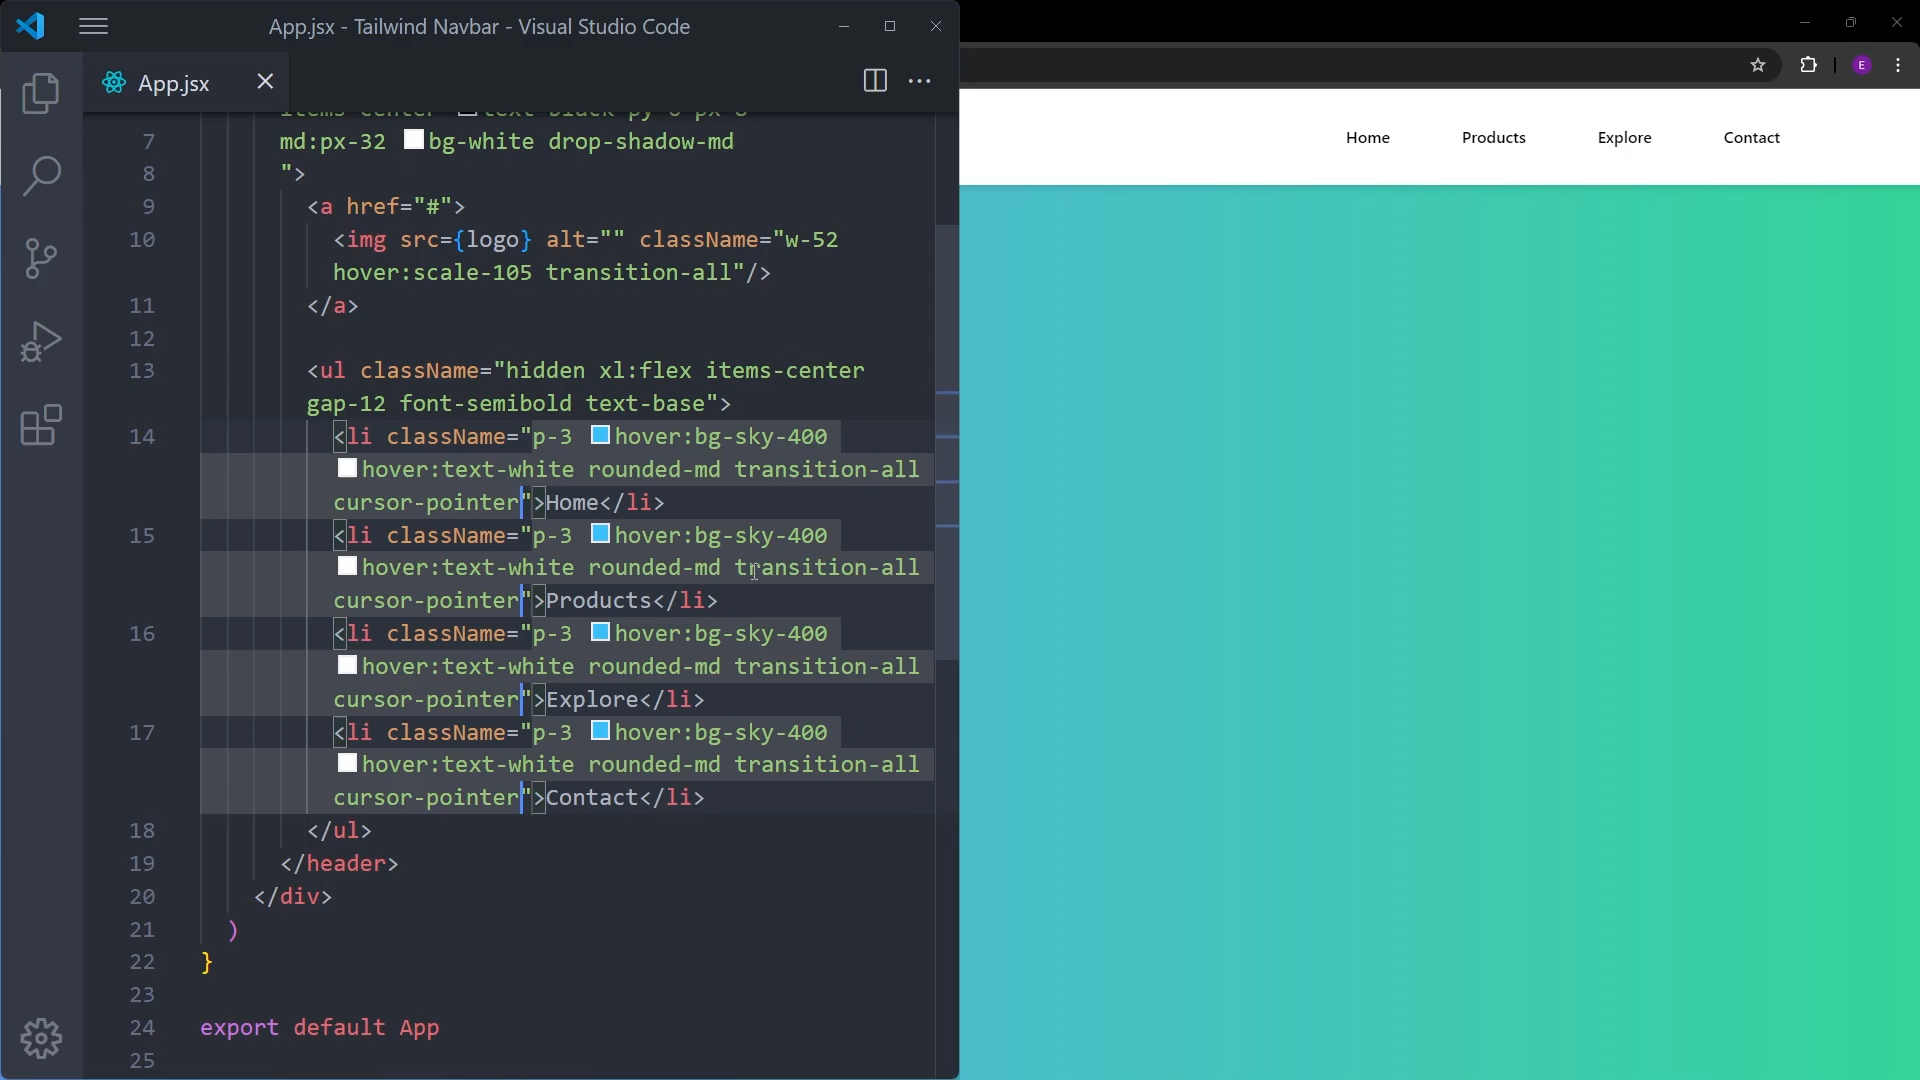 App.jsx - Tailwind Navbar - Visual Studio Code
App.jsx
E
Home Products Explore Contact
7 md:px-32 bg-white drop-shadow-md
8 ">
9 <a href="#">
10 <img src={logo} alt="" className="w-52
hover:scale-105 transition-all"/>
11 </a>
12
13 <ul className="hidden xl:flex items-center
gap-12 font-semibold text-base">
14 <li className="p-3 hover:bg-sky-400
hover:text-white rounded-md transition-all
cursor-pointer">Home</li>
15 <li className="p-3 hover:bg-sky-400
hover:text-white rounded-md transition-all
cursor-pointer">Products</li>
16 <li className="p-3 hover:bg-sky-400
hover:text-white rounded-md transition-all
cursor-pointer">Explore</li>
17 <li className="p-3 hover:bg-sky-400
hover:text-white rounded-md transition-all
cursor-pointer">Contact</li>
18 </ul>
19 </header>
20 </div>
21 )
22 }
23
24 export default App
25